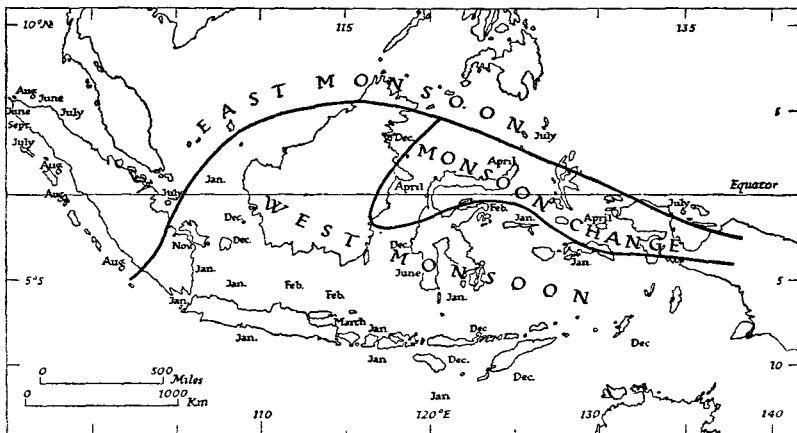 10°N
115
135
EAST MONSOON
Aug
June
July
June
Sept.
July
Aug
Aug
July
Jan.
Dec.
July
5
MONSOON CHANGE
April
April
Equator
July
WEST MONSOON
Dec.
Dec.
Nov
Feb.
Jan.
April
Jan.
Dec.
June
Aug
5°S
Jan.
Jan.
Feb.
Feb.
March
Jan
Jan.
Jan.
Dec
Dec
Jan
Dec.
Dec.
Jan
0
500
Miles
0
1000
Km
10
110
120°E
130
141